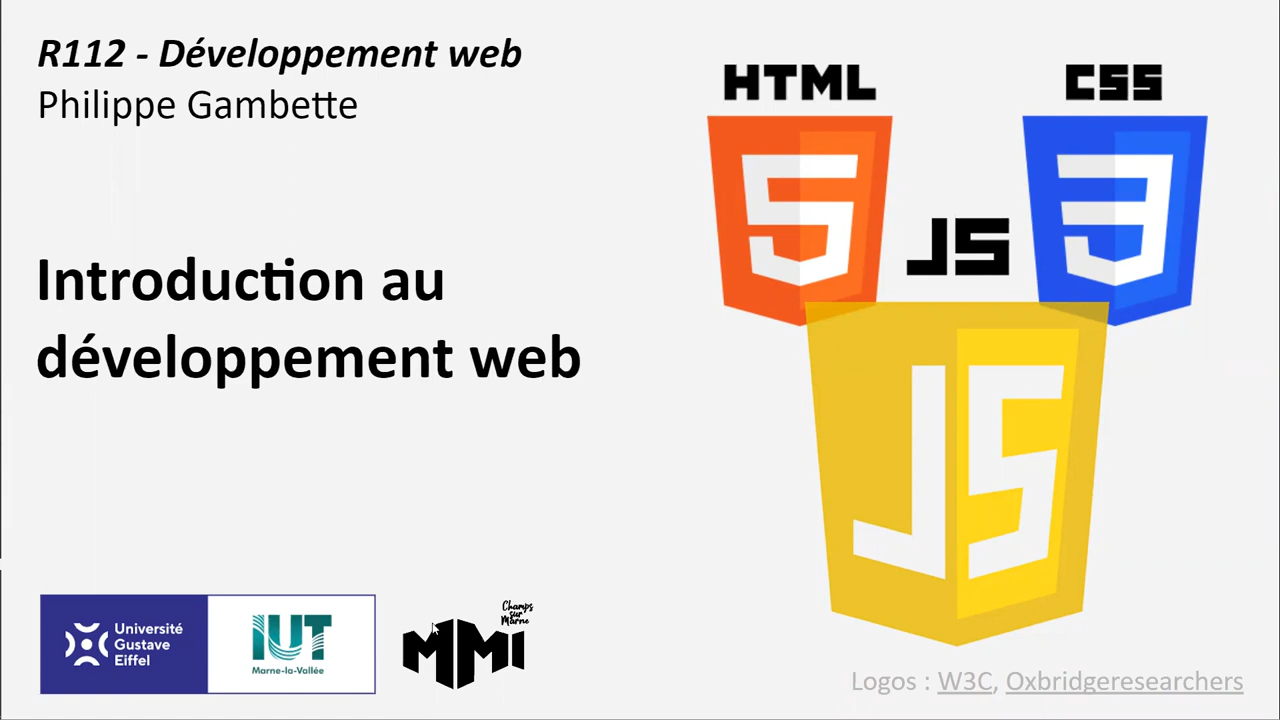 R112 - Développement web
Philippe Gambette
HTML
CSS
JS
Introduction au
développement web
JS
Université
Gustave
Eiffel
IUT
Marne-la-Vallée
Champs
sur
Marne
MMI
Logos : W3C, Oxbridgeresearchers